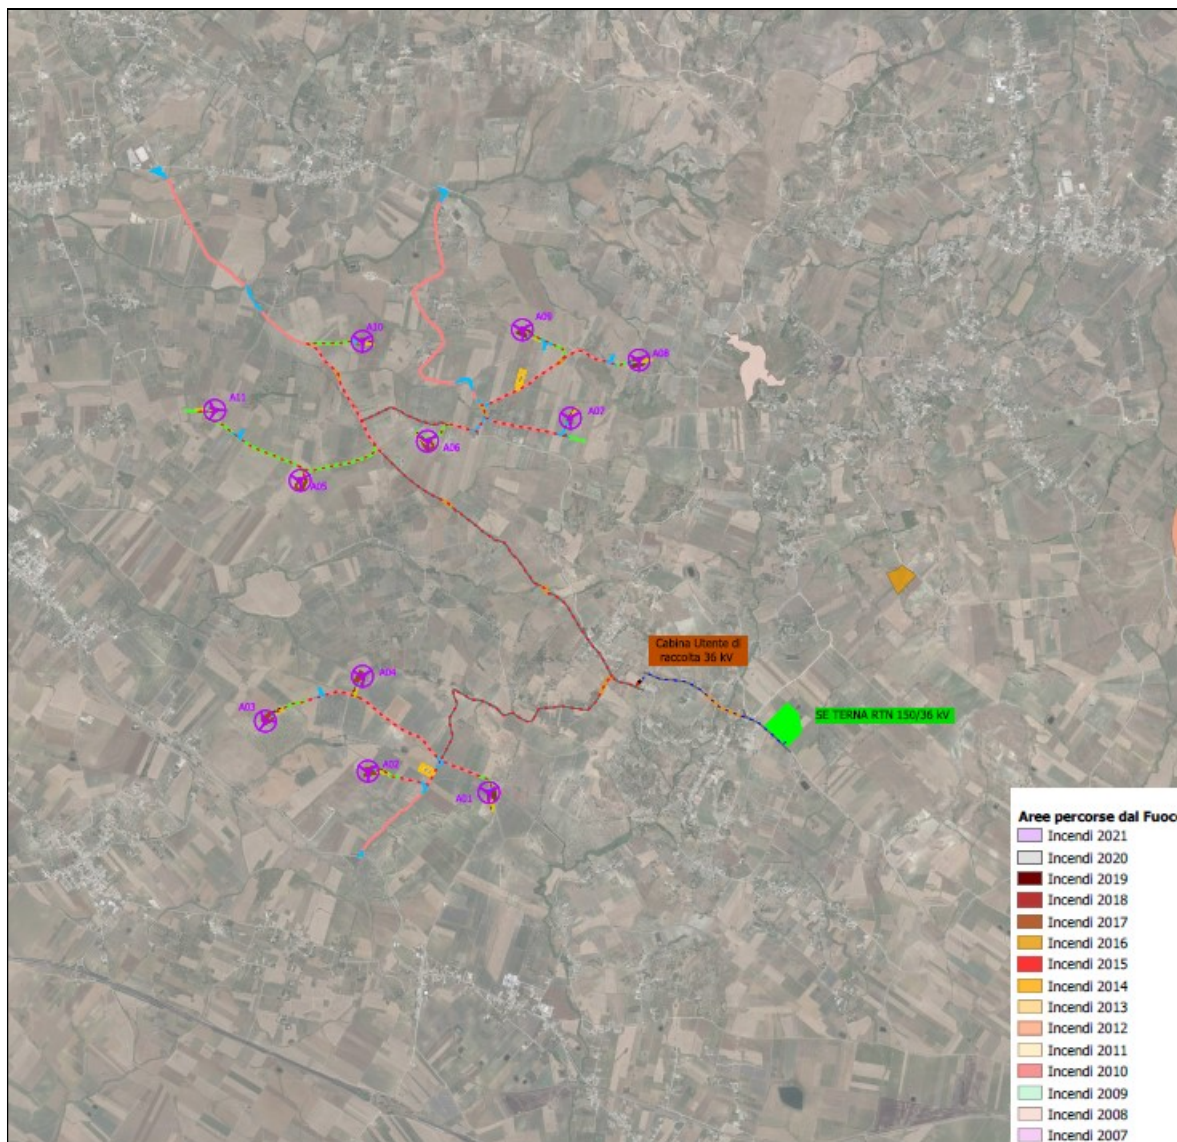 A10
A09
A08
A11
A07
A06
A05
Cabina Utente di
raccolta 36 kV
A04
A03
SE TERNA RTN 150/36 kV
A02
A01
Aree percorse dal Fuoco
Incendi 2021
Incendi 2020
Incendi 2019
Incendi 2018
Incendi 2017
Incendi 2016
Incendi 2015
Incendi 2014
Incendi 2013
Incendi 2012
Incendi 2011
Incendi 2010
Incendi 2009
Incendi 2008
Incendi 2007